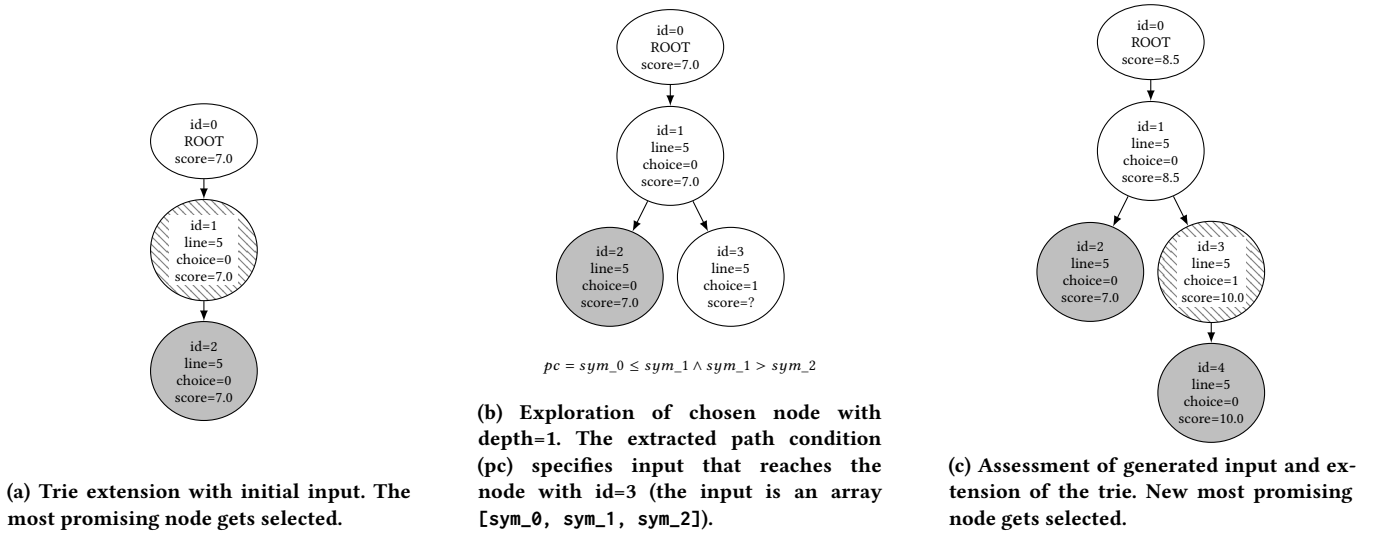 id=0
ROOT
score=7.0
id=1
line=5
choice=0
score=7.0
id=2
line=5
choice=0
score=7.0
(a) Trie extension with initial input. The
most promising node gets selected.
id=0
ROOT
score=7.0
id=1
line=5
choice=0
score=7.0
id=2
line=5
choice=0
score=7.0
id=3
line=5
choice=1
score=?
pc = sym_0 ≤ sym_1 ∧ sym_1 > sym_2
(b) Exploration of chosen node with
depth=1. The extracted path condition
(pc) specifies input that reaches the
node with id=3 (the input is an array
[sym_0, sym_1, sym_2]).
id=0
ROOT
score=8.5
id=1
line=5
choice=0
score=8.5
id=2
line=5
choice=0
score=7.0
id=3
line=5
choice=1
score=10.0
id=4
line=5
choice=0
score=10.0
(c) Assessment of generated input and ex-
tension of the trie. New most promising
node gets selected.